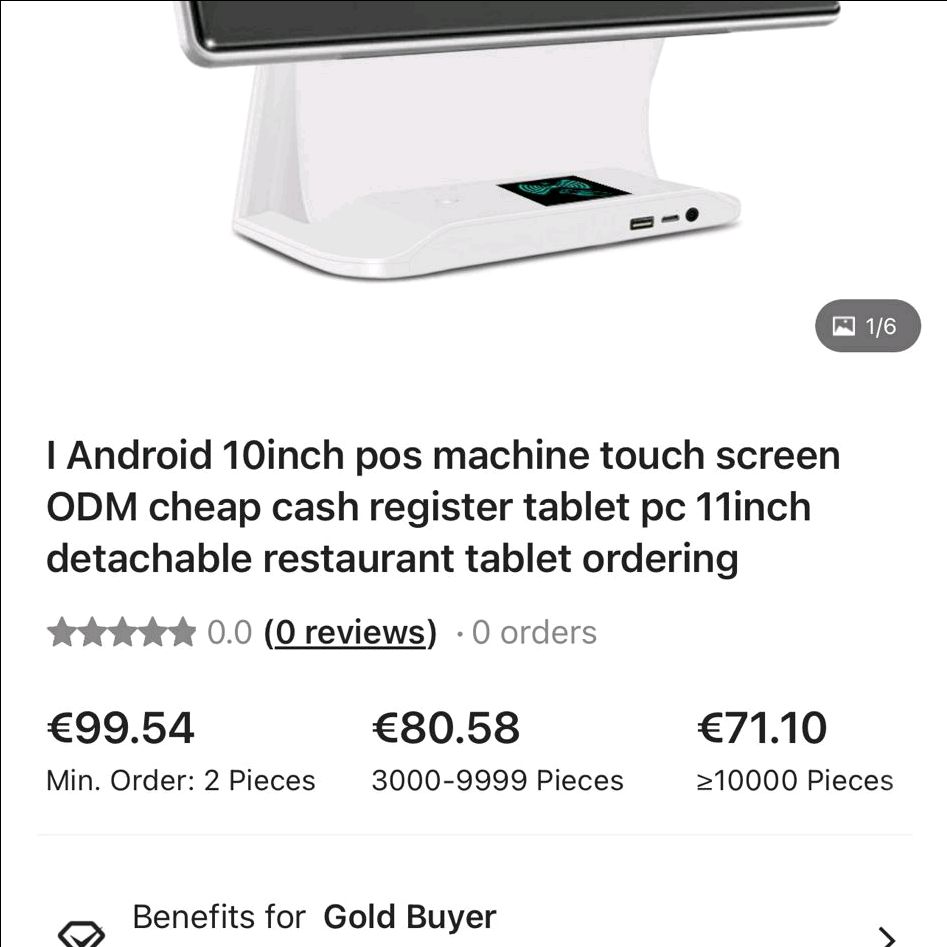 1/6
I Android 10inch pos machine touch screen
ODM cheap cash register tablet pc 11inch
detachable restaurant tablet ordering
0.0 (0 reviews) · 0 orders
€99.54 €80.58 €71.10
Min. Order: 2 Pieces 3000-9999 Pieces ≥10000 Pieces
Benefits for Gold Buyer